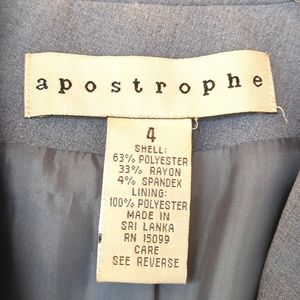 apostrophe
4
SHELL:
63% POLYESTER
33% RAYON
4% SPANDEX
LINING:
100% POLYESTER
MADE IN
SRI LANKA
RN 15099
CARE
SEE REVERSE